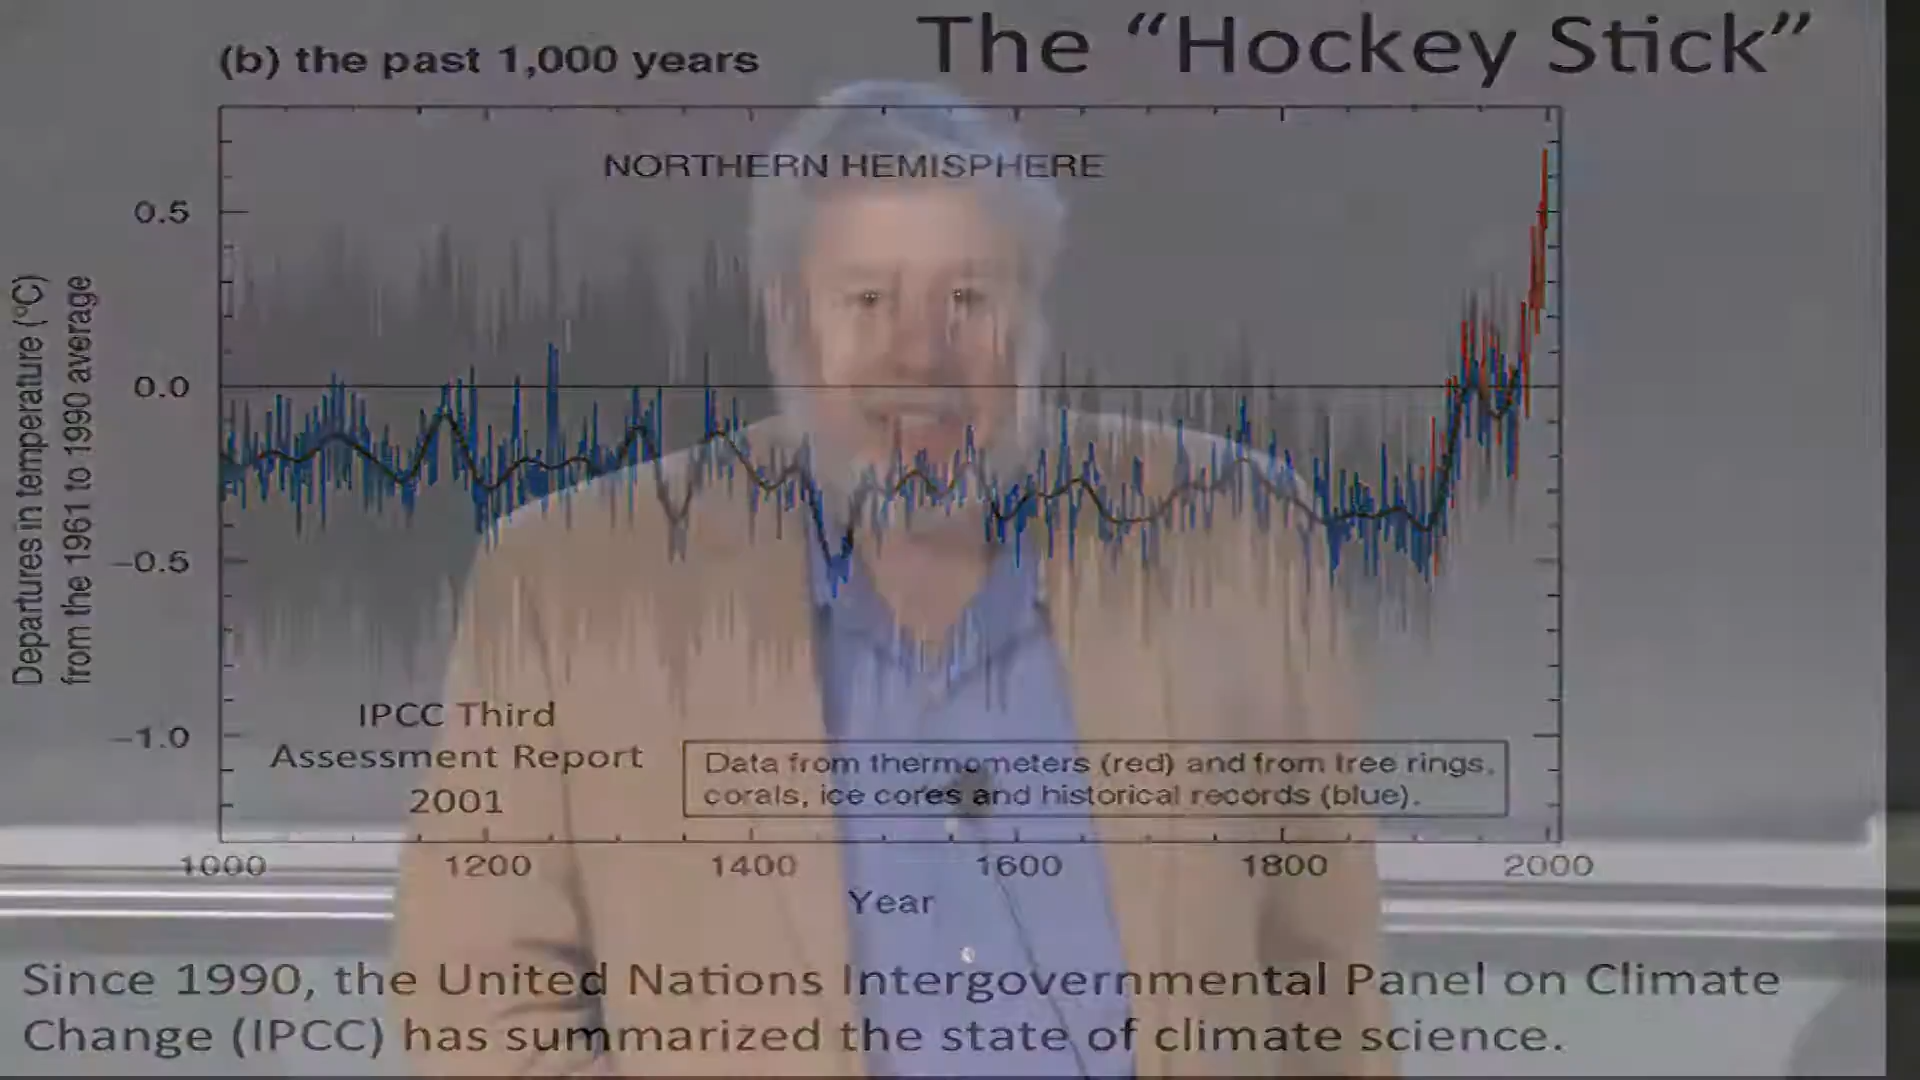 The “Hockey Stick”
(b) the past 1,000 years
NORTHERN HEMISPHERE
0.5
0.0
−0.5
−1.0
Departures in temperature (°C)
from the 1961 to 1990 average
IPCC Third
Assessment Report
2001
Data from thermometers (red) and from tree rings,
corals, ice cores and historical records (blue).
1000 1200 1400 1600 1800 2000
Year
Since 1990, the United Nations Intergovernmental Panel on Climate
Change (IPCC) has summarized the state of climate science.